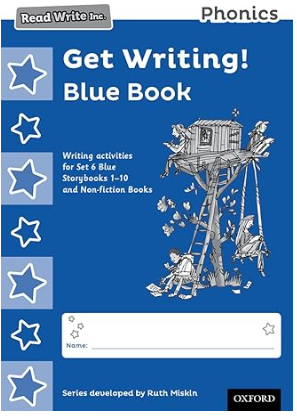 Read Write Inc.
Phonics
Get Writing!
Blue Book
Writing activities
for Set 6 Blue
Storybooks 1–10
and Non-fiction Books
Name:
Series developed by Ruth Miskin
OXFORD